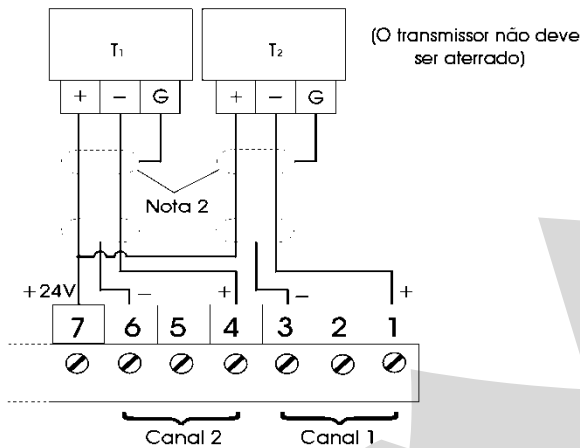 T1
T2
(O transmissor não deve
ser aterrado)
+ − G
+ − G
Nota 2
+24V − + − +
7 6 5 4 3 2 1
Canal 2
Canal 1